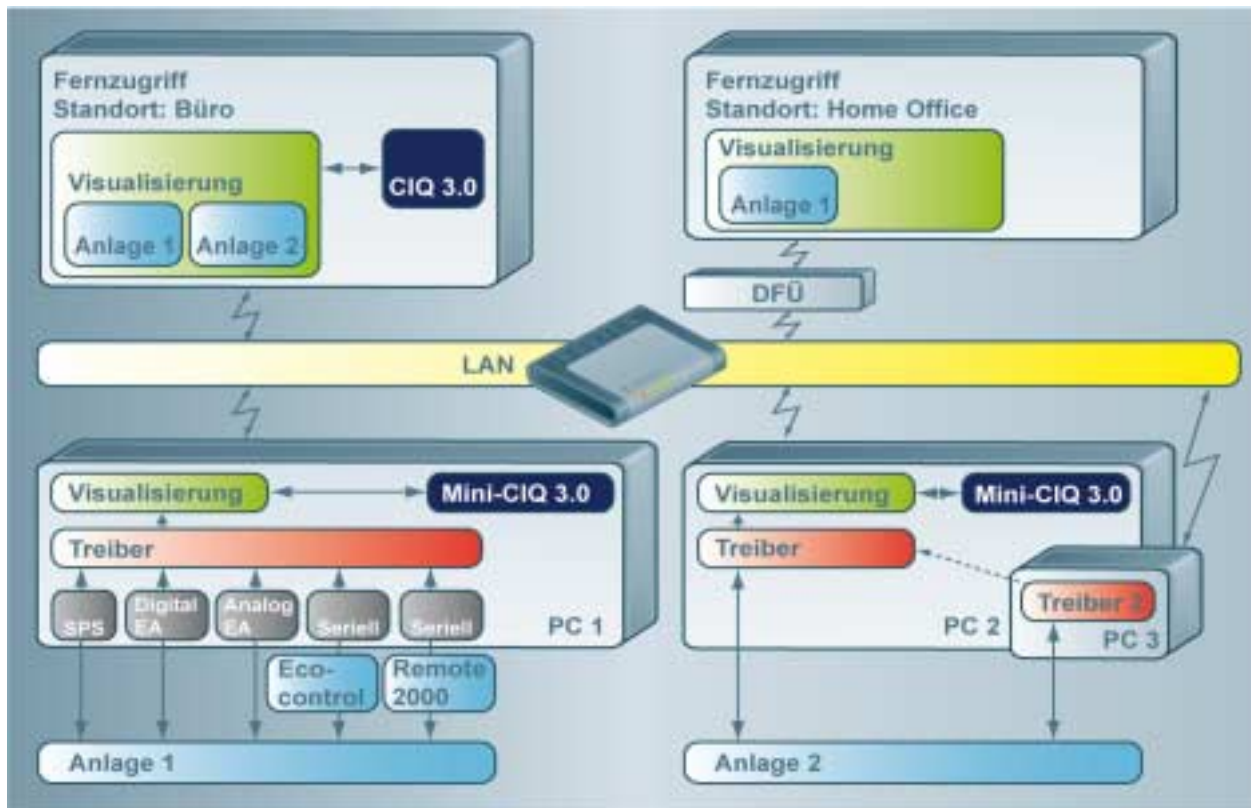 Fernzugriff
Standort: Büro
Visualisierung
Anlage 1
Anlage 2
CIQ 3.0
Fernzugriff
Standort: Home Office
Visualisierung
Anlage 1
DFÜ
LAN
Visualisierung
Mini-CIQ 3.0
Treiber
SPS
Digital
EA
Analog
EA
Seriell
Seriell
PC 1
Eco-
control
Remote
2000
Anlage 1
Visualisierung
Mini-CIQ 3.0
Treiber
PC 2
Treiber 2
PC 3
Anlage 2